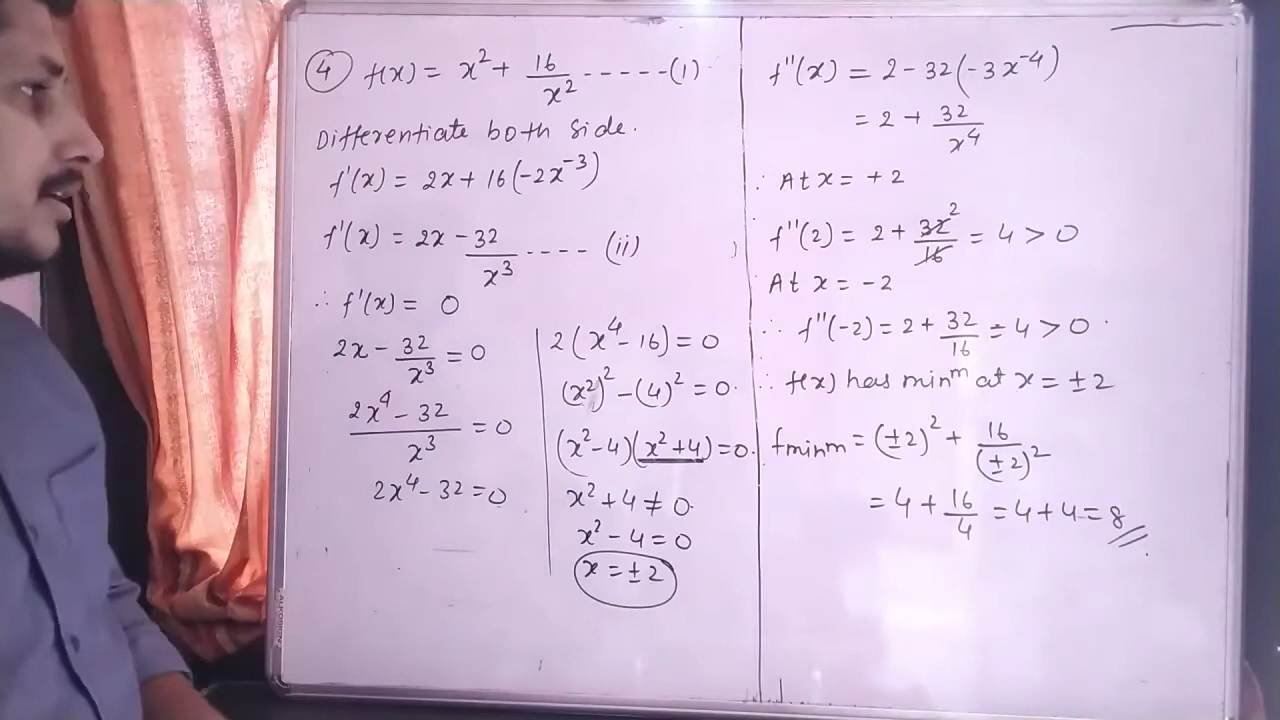 ④ f(x) = x² + 16/x² -----(1)
Differentiate both side.
f'(x) = 2x + 16(-2x⁻³)
f'(x) = 2x - 32/x³ ---- (ii)
∴ f'(x) = 0
2x - 32/x³ = 0
(2x⁴ - 32)/x³ = 0
2x⁴ - 32 = 0
2(x⁴ - 16) = 0
(x²)² - (4)² = 0.
(x² - 4)(x² + 4) = 0.
x² + 4 ≠ 0.
x² - 4 = 0
x = ±2
f''(x) = 2 - 32(-3x⁻⁴)
= 2 + 32/x⁴
∴ At x = +2
f''(2) = 2 + 32/16 2 = 4 > 0
At x = -2
∴ f''(-2) = 2 + 32/16 = 4 > 0.
∴ f(x) has minᵐ at x = ±2
fminm = (±2)² + 16/(±2)²
= 4 + 16/4 = 4 + 4 = 8